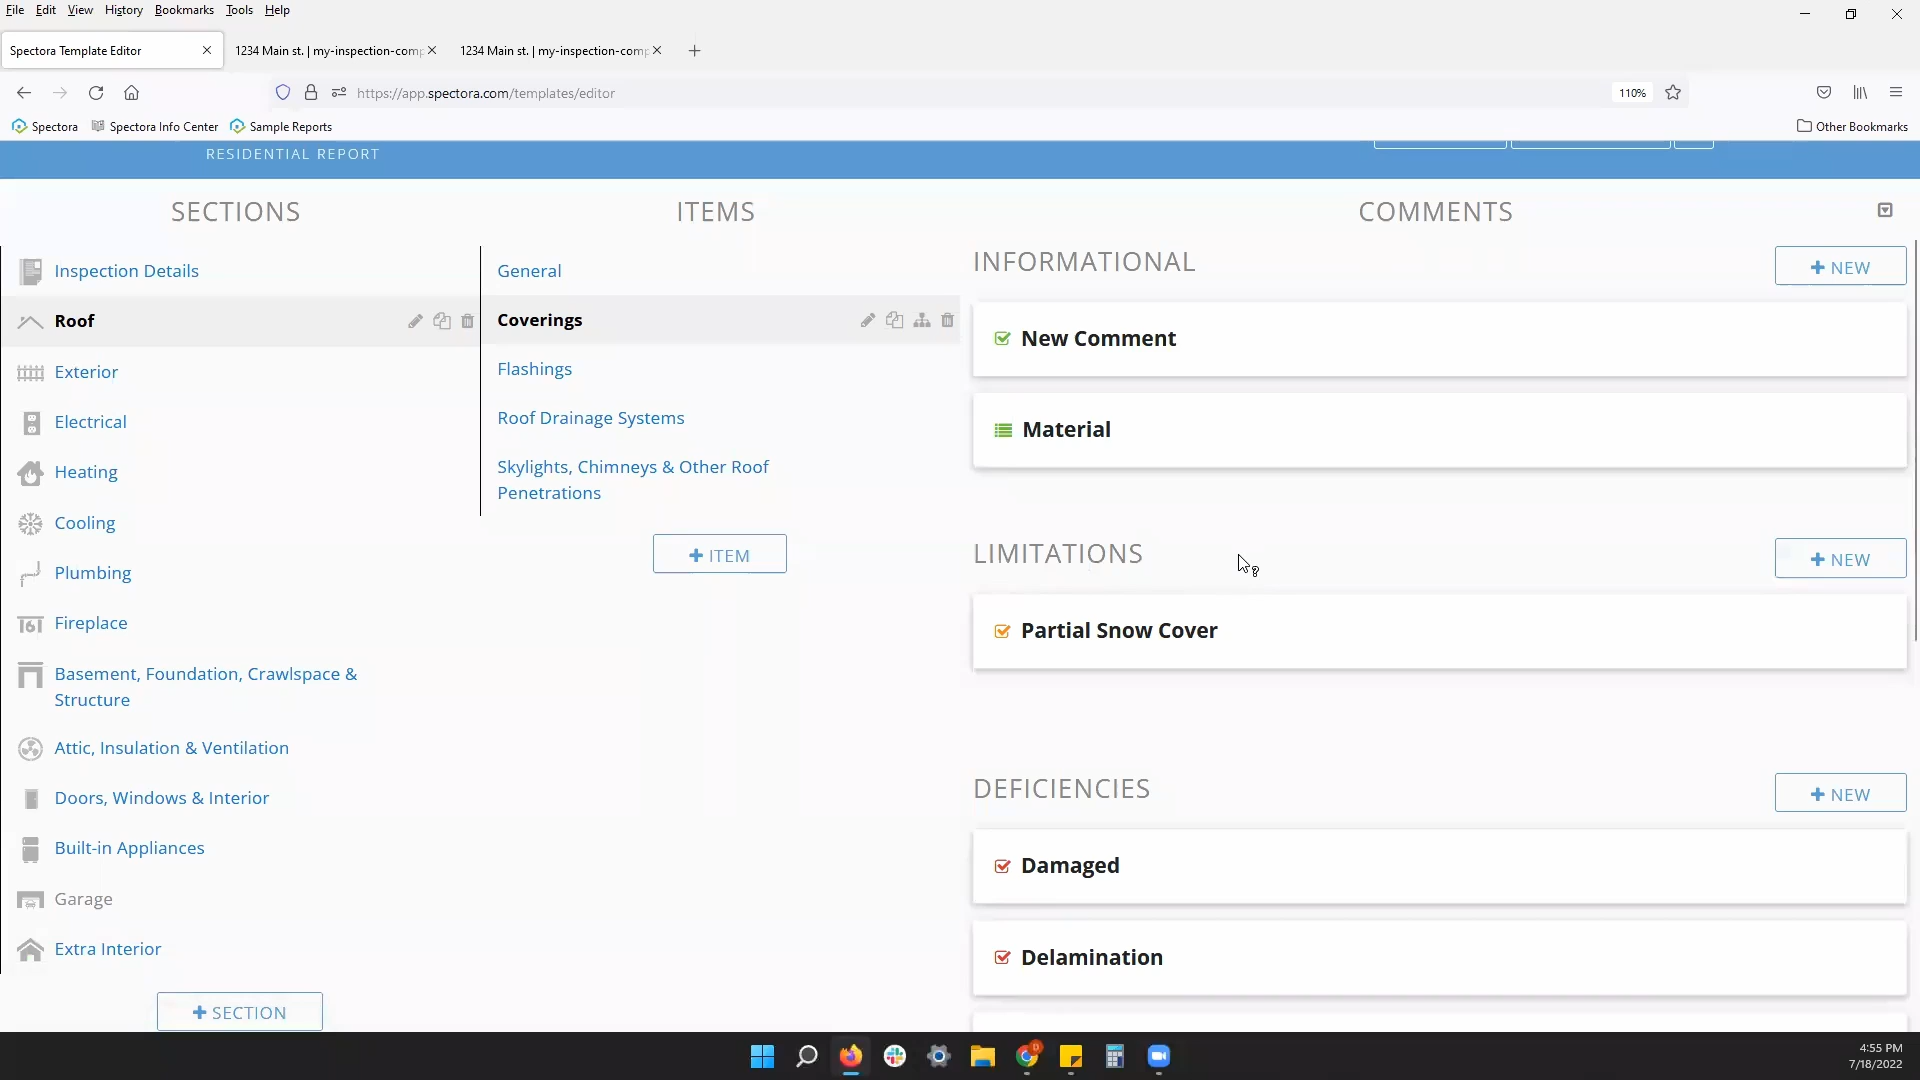 File Edit View History Bookmarks Tools Help
Spectora Template Editor
1234 Main st. | my-inspection-comp
1234 Main st. | my-inspection-comp
https://app.spectora.com/templates/editor
110%
Spectora
Spectora Info Center
Sample Reports
Other Bookmarks
RESIDENTIAL REPORT
SECTIONS
Inspection Details
Roof
Exterior
Electrical
Heating
Cooling
Plumbing
Fireplace
Basement, Foundation, Crawlspace &
Structure
Attic, Insulation & Ventilation
Doors, Windows & Interior
Built-in Appliances
Garage
Extra Interior
SECTION
ITEMS
General
Coverings
Flashings
Roof Drainage Systems
Skylights, Chimneys & Other Roof
Penetrations
ITEM
COMMENTS
INFORMATIONAL
NEW
New Comment
Material
LIMITATIONS
NEW
Partial Snow Cover
DEFICIENCIES
NEW
Damaged
Delamination
4:55 PM
7/18/2022